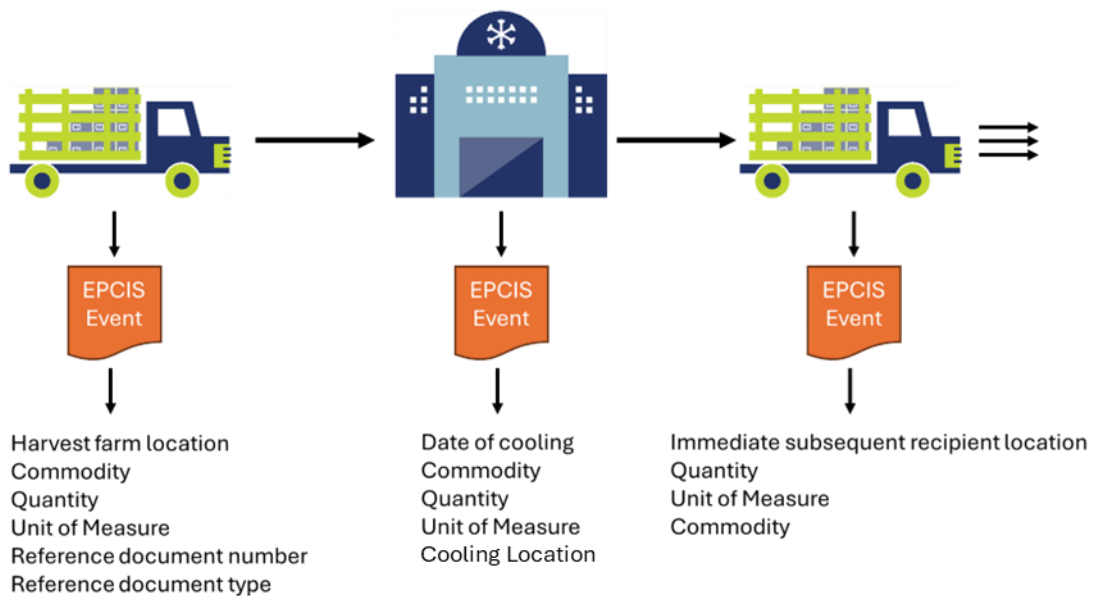 EPCIS
Event
EPCIS
Event
EPCIS
Event
Harvest farm location
Commodity
Quantity
Unit of Measure
Reference document number
Reference document type
Date of cooling
Commodity
Quantity
Unit of Measure
Cooling Location
Immediate subsequent recipient location
Quantity
Unit of Measure
Commodity